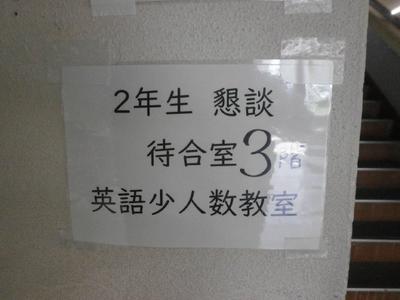 2年生 懇談
待合室3階
英語少人数教室